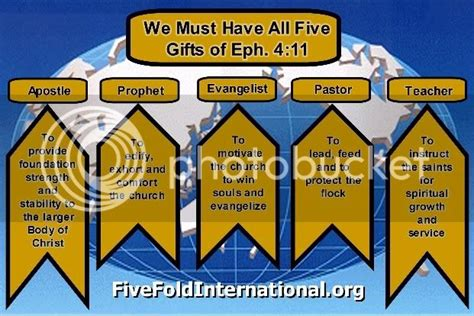 We Must Have All Five
Gifts of Eph. 4:11
Apostle
Prophet
Evangelist
Pastor
Teacher
To
provide
foundation
strength
and
stability to
the larger
Body of
Christ
To
edify,
exhort and
comfort
the church
To
motivate
the church
to win
souls and
evangelize
To
lead, feed
and to
protect the
flock
To
instruct
the saints
for
spiritual
growth
and
service
photobucket
FiveFoldInternational.org